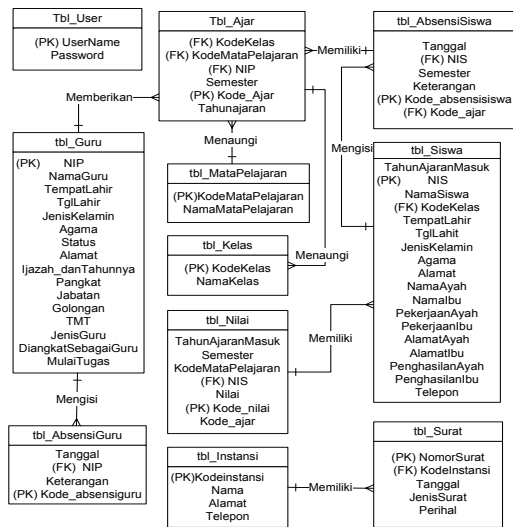 Tbl_User
(PK) UserName
Password
Tbl_Ajar
(FK) KodeKelas
(FK) KodeMataPelajaran
(FK) NIP
Semester
(PK) Kode_Ajar
Tahunajaran
Memiliki
tbl_AbsensiSiswa
Tanggal
(FK) NIS
Semester
Keterangan
(PK) Kode_absensisiswa
(FK) Kode_ajar
Memberikan
Menaungi
Mengisi
tbl_Guru
(PK) NIP
NamaGuru
TempatLahir
TglLahir
JenisKelamin
Agama
Status
Alamat
Ijazah_danTahunnya
Pangkat
Jabatan
Golongan
TMT
JenisGuru
DiangkatSebagaiGuru
MulaiTugas
tbl_MataPelajaran
(PK)KodeMataPelajaran
NamaMataPelajaran
tbl_Siswa
TahunAjaranMasuk
(PK) NIS
NamaSiswa
(FK) KodeKelas
TempatLahir
TglLahit
JenisKelamin
Agama
Alamat
NamaAyah
NamaIbu
PekerjaanAyah
PekerjaanIbu
AlamatAyah
AlamatIbu
PenghasilanAyah
PenghasilanIbu
Telepon
tbl_Kelas
(PK) KodeKelas
NamaKelas
Menaungi
tbl_Nilai
TahunAjaranMasuk
Semester
KodeMataPelajaran
(FK) NIS
Nilai
(PK) Kode_nilai
Kode_ajar
Memiliki
Mengisi
tbl_AbsensiGuru
Tanggal
(FK) NIP
Keterangan
(PK) Kode_absensiguru
tbl_Instansi
(PK)Kodeinstansi
Nama
Alamat
Telepon
Memiliki
tbl_Surat
(PK) NomorSurat
(FK) KodeInstansi
Tanggal
JenisSurat
Perihal